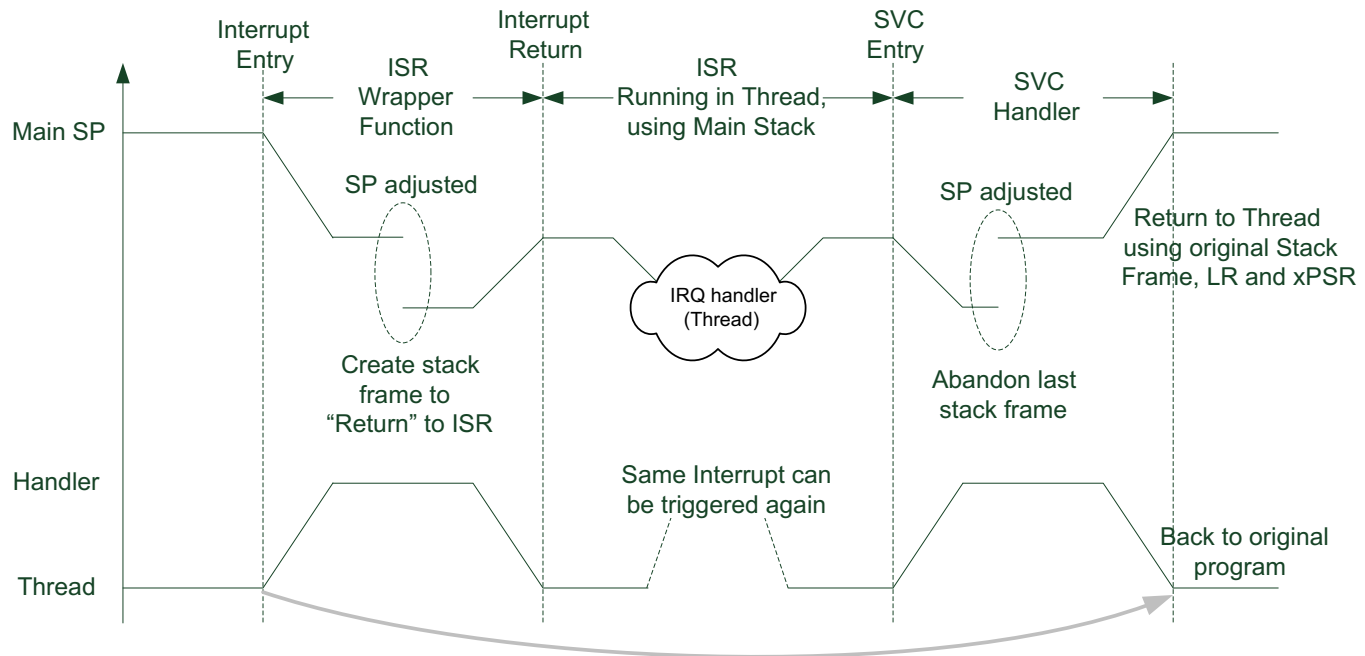 Interrupt
Entry
Interrupt
Return
SVC
Entry
ISR
Wrapper
Function
ISR
Running in Thread,
using Main Stack
SVC
Handler
Main SP
SP adjusted
SP adjusted
Return to Thread
using original Stack
Frame, LR and xPSR
IRQ handler
(Thread)
Create stack
frame to
“Return” to ISR
Abandon last
stack frame
Handler
Same Interrupt can
be triggered again
Thread
Back to original
program